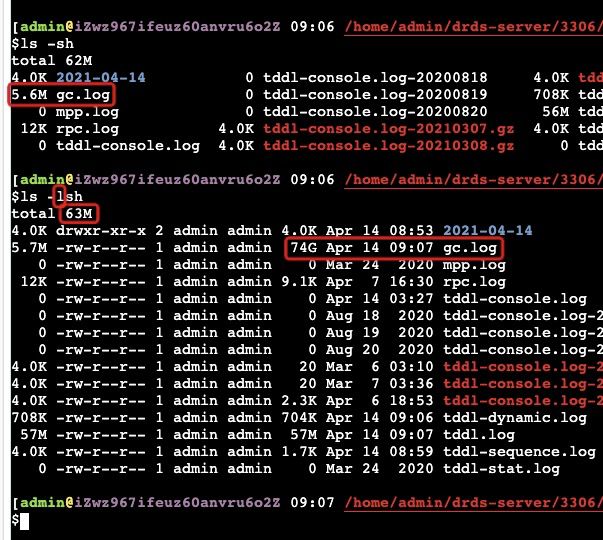 [admin@iZwz967ifeuz60anvru6o2Z 09:06 /home/admin/drds-server/3306/
$ls -sh
total 62M
4.0K 2021-04-14 0 tddl-console.log-20200818 4.0K tdd
5.6M gc.log 0 tddl-console.log-20200819 708K tdd
0 mpp.log 0 tddl-console.log-20200820 56M tdd
12K rpc.log 4.0K tddl-console.log-20210307.gz 4.0K tdd
0 tddl-console.log 4.0K tddl-console.log-20210308.gz 0 tdd
[admin@iZwz967ifeuz60anvru6o2Z 09:06 /home/admin/drds-server/3306/
$ls -lsh
total 63M
4.0K drwxr-xr-x 2 admin admin 4.0K Apr 14 08:53 2021-04-14
5.7M -rw-r--r-- 1 admin admin 74G Apr 14 09:07 gc.log
0 -rw-r--r-- 1 admin admin 0 Mar 24 2020 mpp.log
12K -rw-r--r-- 1 admin admin 9.1K Apr 7 16:30 rpc.log
0 -rw-r--r-- 1 admin admin 0 Apr 14 03:27 tddl-console.log
0 -rw-r--r-- 1 admin admin 0 Aug 18 2020 tddl-console.log-2
0 -rw-r--r-- 1 admin admin 0 Aug 19 2020 tddl-console.log-2
0 -rw-r--r-- 1 admin admin 0 Aug 20 2020 tddl-console.log-2
4.0K -rw-r--r-- 1 admin admin 20 Mar 6 03:10 tddl-console.log-2
4.0K -rw-r--r-- 1 admin admin 20 Mar 7 03:36 tddl-console.log-2
4.0K -rw-r--r-- 1 admin admin 2.3K Apr 6 18:53 tddl-console.log-2
708K -rw-r--r-- 1 admin admin 704K Apr 14 09:06 tddl-dynamic.log
57M -rw-r--r-- 1 admin admin 57M Apr 14 09:07 tddl.log
4.0K -rw-r--r-- 1 admin admin 1.7K Apr 14 08:59 tddl-sequence.log
0 -rw-r--r-- 1 admin admin 0 Mar 24 2020 tddl-stat.log
[admin@iZwz967ifeuz60anvru6o2Z 09:07 /home/admin/drds-server/3306/
$